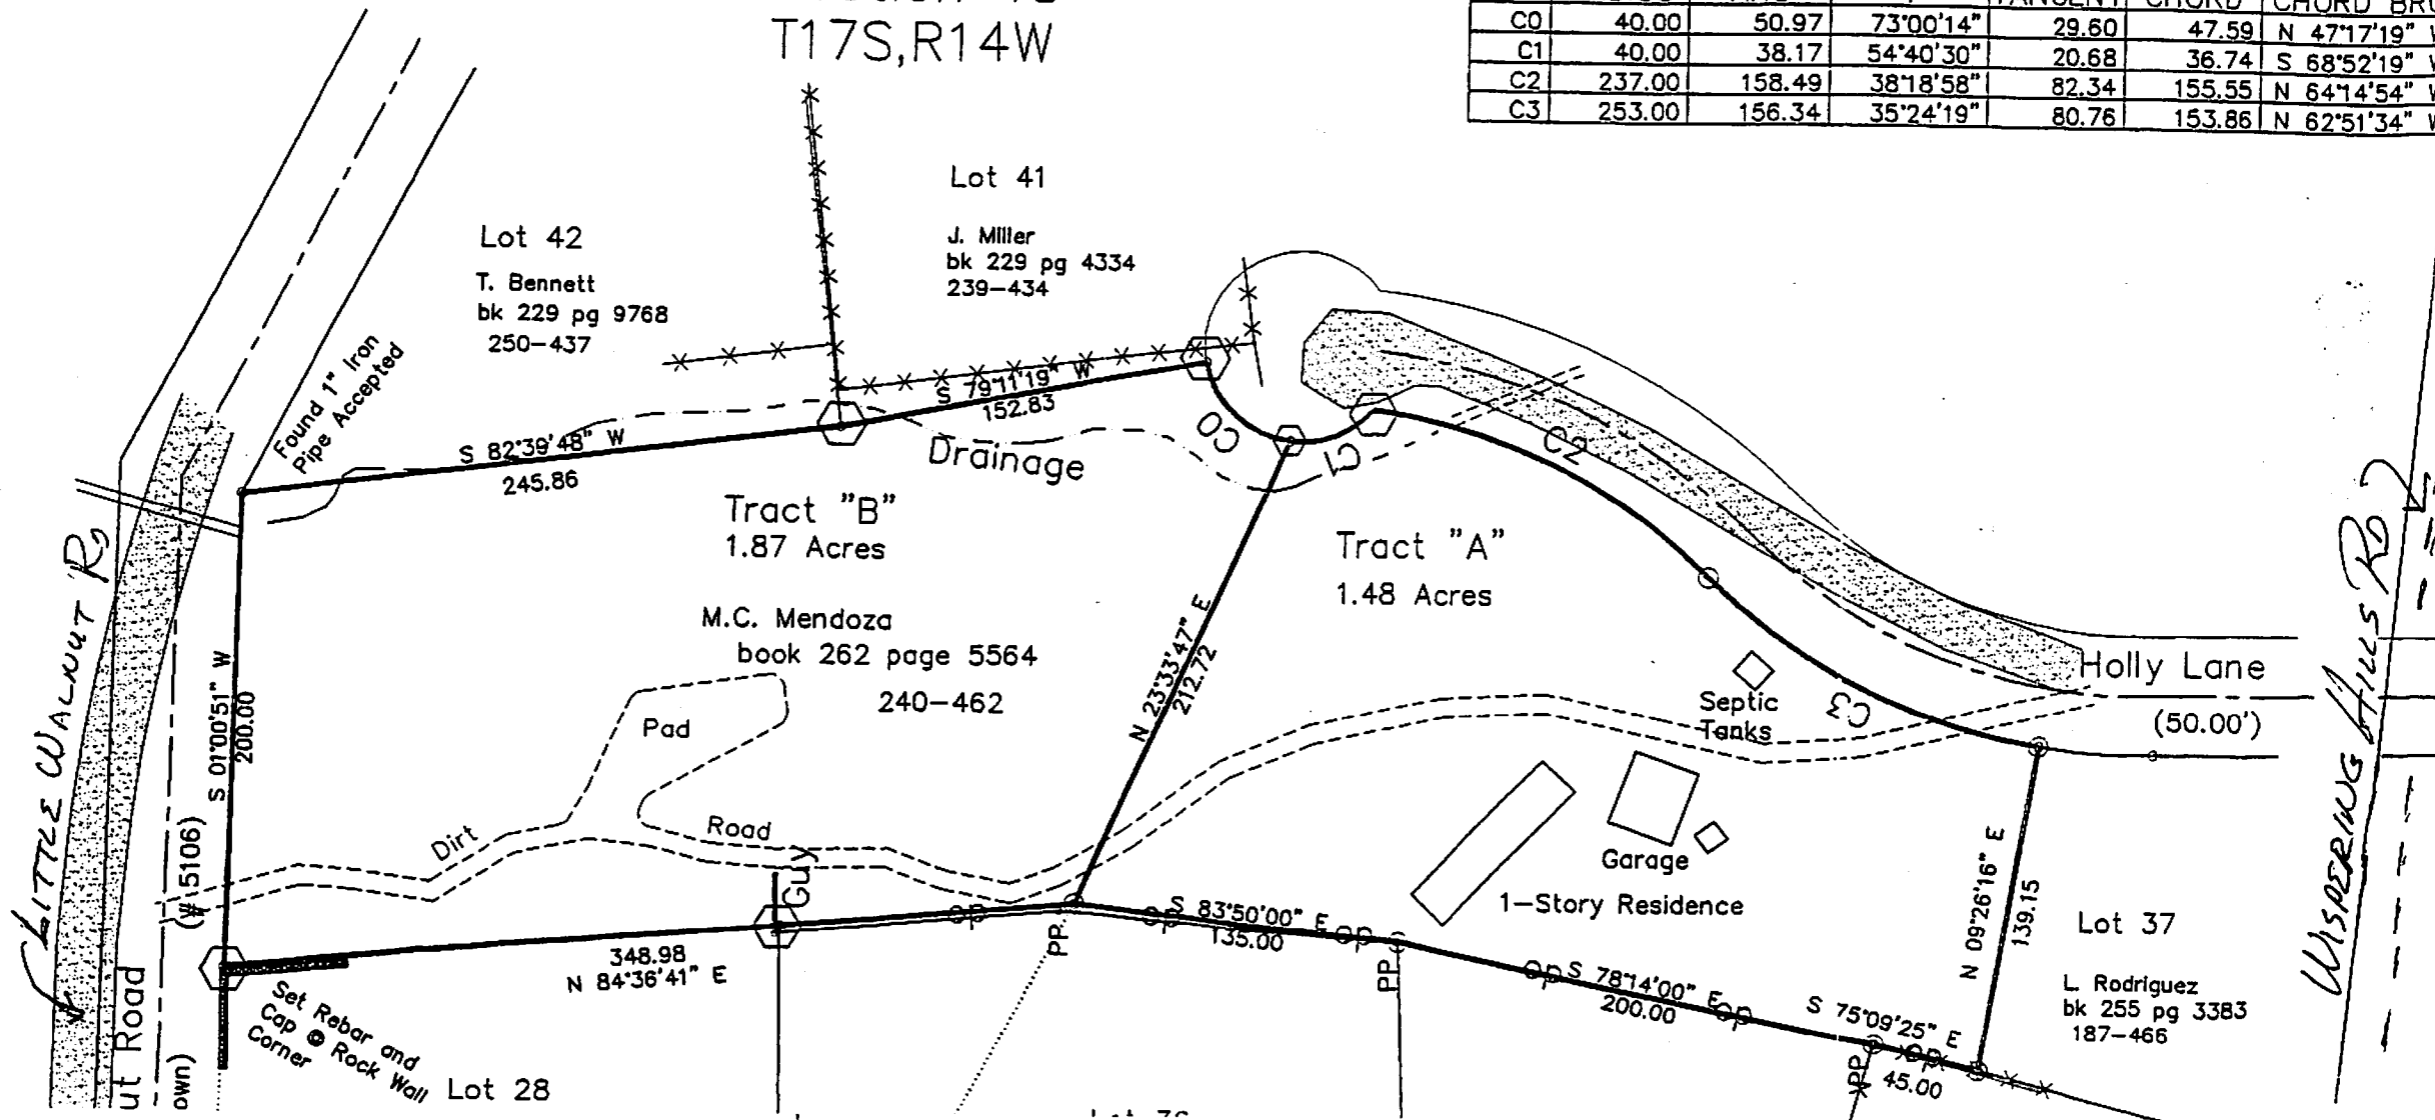 T17S,R14W
C0 40.00 50.97 73°00'14" 29.60 47.59 N 47°17'19" W
C1 40.00 38.17 54°40'30" 20.68 36.74 S 68°52'19" W
C2 237.00 158.49 38°18'58" 82.34 155.55 N 64°14'54" W
C3 253.00 156.34 35°24'19" 80.76 153.86 N 62°51'34" W
Lot 41
J. Miller
bk 229 pg 4334
239-434
Lot 42
T. Bennett
bk 229 pg 9768
250-437
Found 1" Iron
Pipe Accepted
S 82°39'48" W
245.86
S 79°11'19" W
152.83
Drainage
C0
C1
C2
C3
Tract "B"
1.87 Acres
M.C. Mendoza
book 262 page 5564
240-462
Tract "A"
1.48 Acres
N 23°33'47" E
212.72
S 01°00'51" W
200.00
Pad
Dirt
Road
Guy
Septic
Tanks
Garage
1-Story Residence
Holly Lane
(50.00')
LITTLE WALNUT RD
WISPERING HILLS RD
(# 5106)
348.98
N 84°36'41" E
PP
S 83°50'00" E
135.00
PP
S 78°14'00" E
200.00
S 75°09'25" E
45.00
PP
N 09°26'16" E
139.15
Lot 37
L. Rodriguez
bk 255 pg 3383
187-466
Set Rebar and
Cap @ Rock Wall
Corner
Lot 28
ut Road
own)